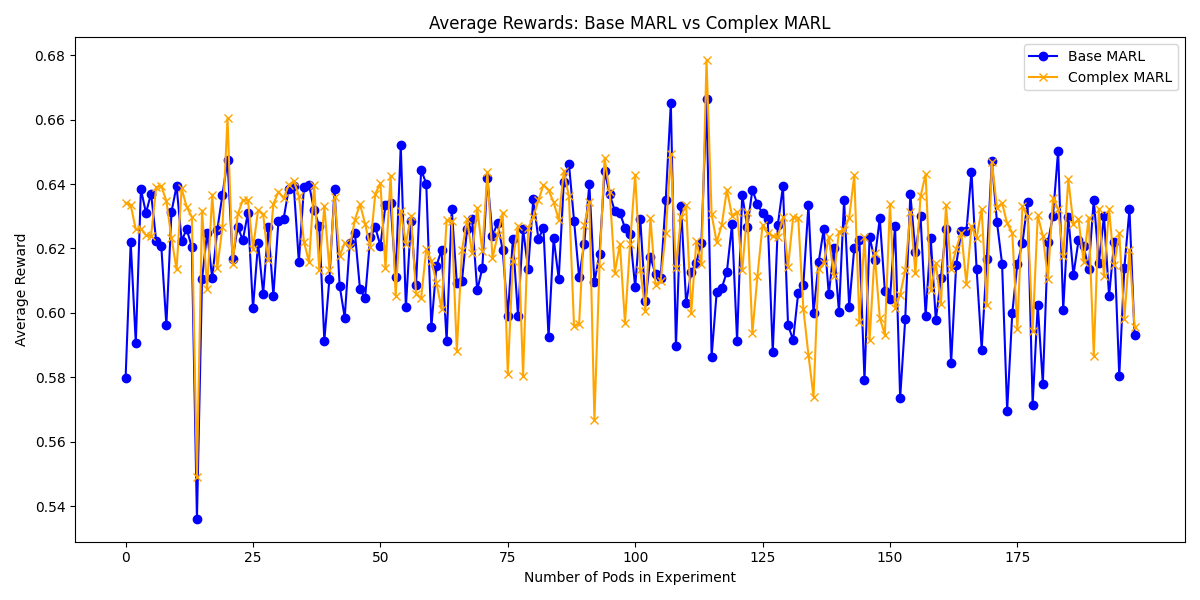 Average Rewards: Base MARL vs Complex MARL
Base MARL
Complex MARL
Average Reward
0.68
0.66
0.64
0.62
0.60
0.58
0.56
0.54
0 25 50 75 100 125 150 175
Number of Pods in Experiment